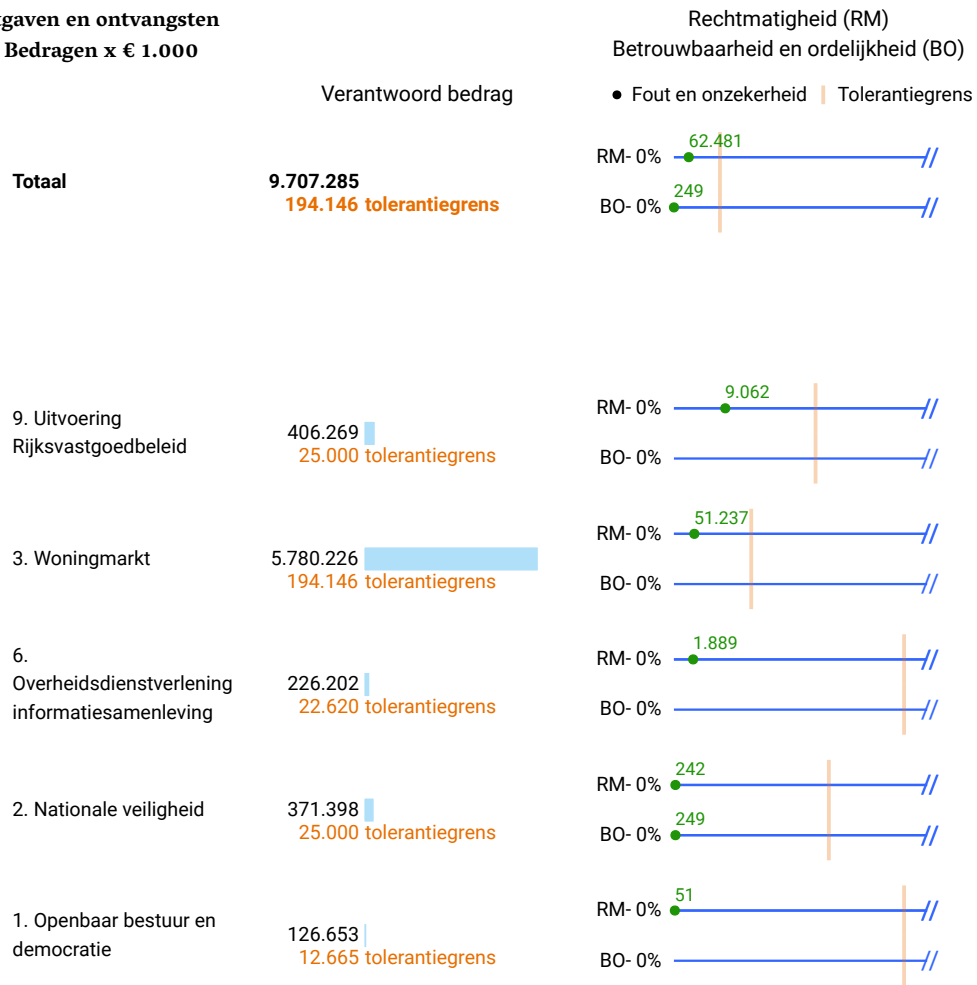 gaven en ontvangsten
Bedragen x € 1.000
Rechtmatigheid (RM)
Betrouwbaarheid en ordelijkheid (BO)
Verantwoord bedrag
Fout en onzekerheid
Tolerantiegrens
Totaal
9.707.285
194.146 tolerantiegrens
RM- 0%
62.481
BO- 0%
249
9. Uitvoering
Rijksvastgoedbeleid
406.269
25.000 tolerantiegrens
RM- 0%
9.062
BO- 0%
3. Woningmarkt
5.780.226
194.146 tolerantiegrens
RM- 0%
51.237
BO- 0%
6.
Overheidsdienstverlening
informatiesamenleving
226.202
22.620 tolerantiegrens
RM- 0%
1.889
BO- 0%
2. Nationale veiligheid
371.398
25.000 tolerantiegrens
RM- 0%
242
BO- 0%
249
1. Openbaar bestuur en
democratie
126.653
12.665 tolerantiegrens
RM- 0%
51
BO- 0%